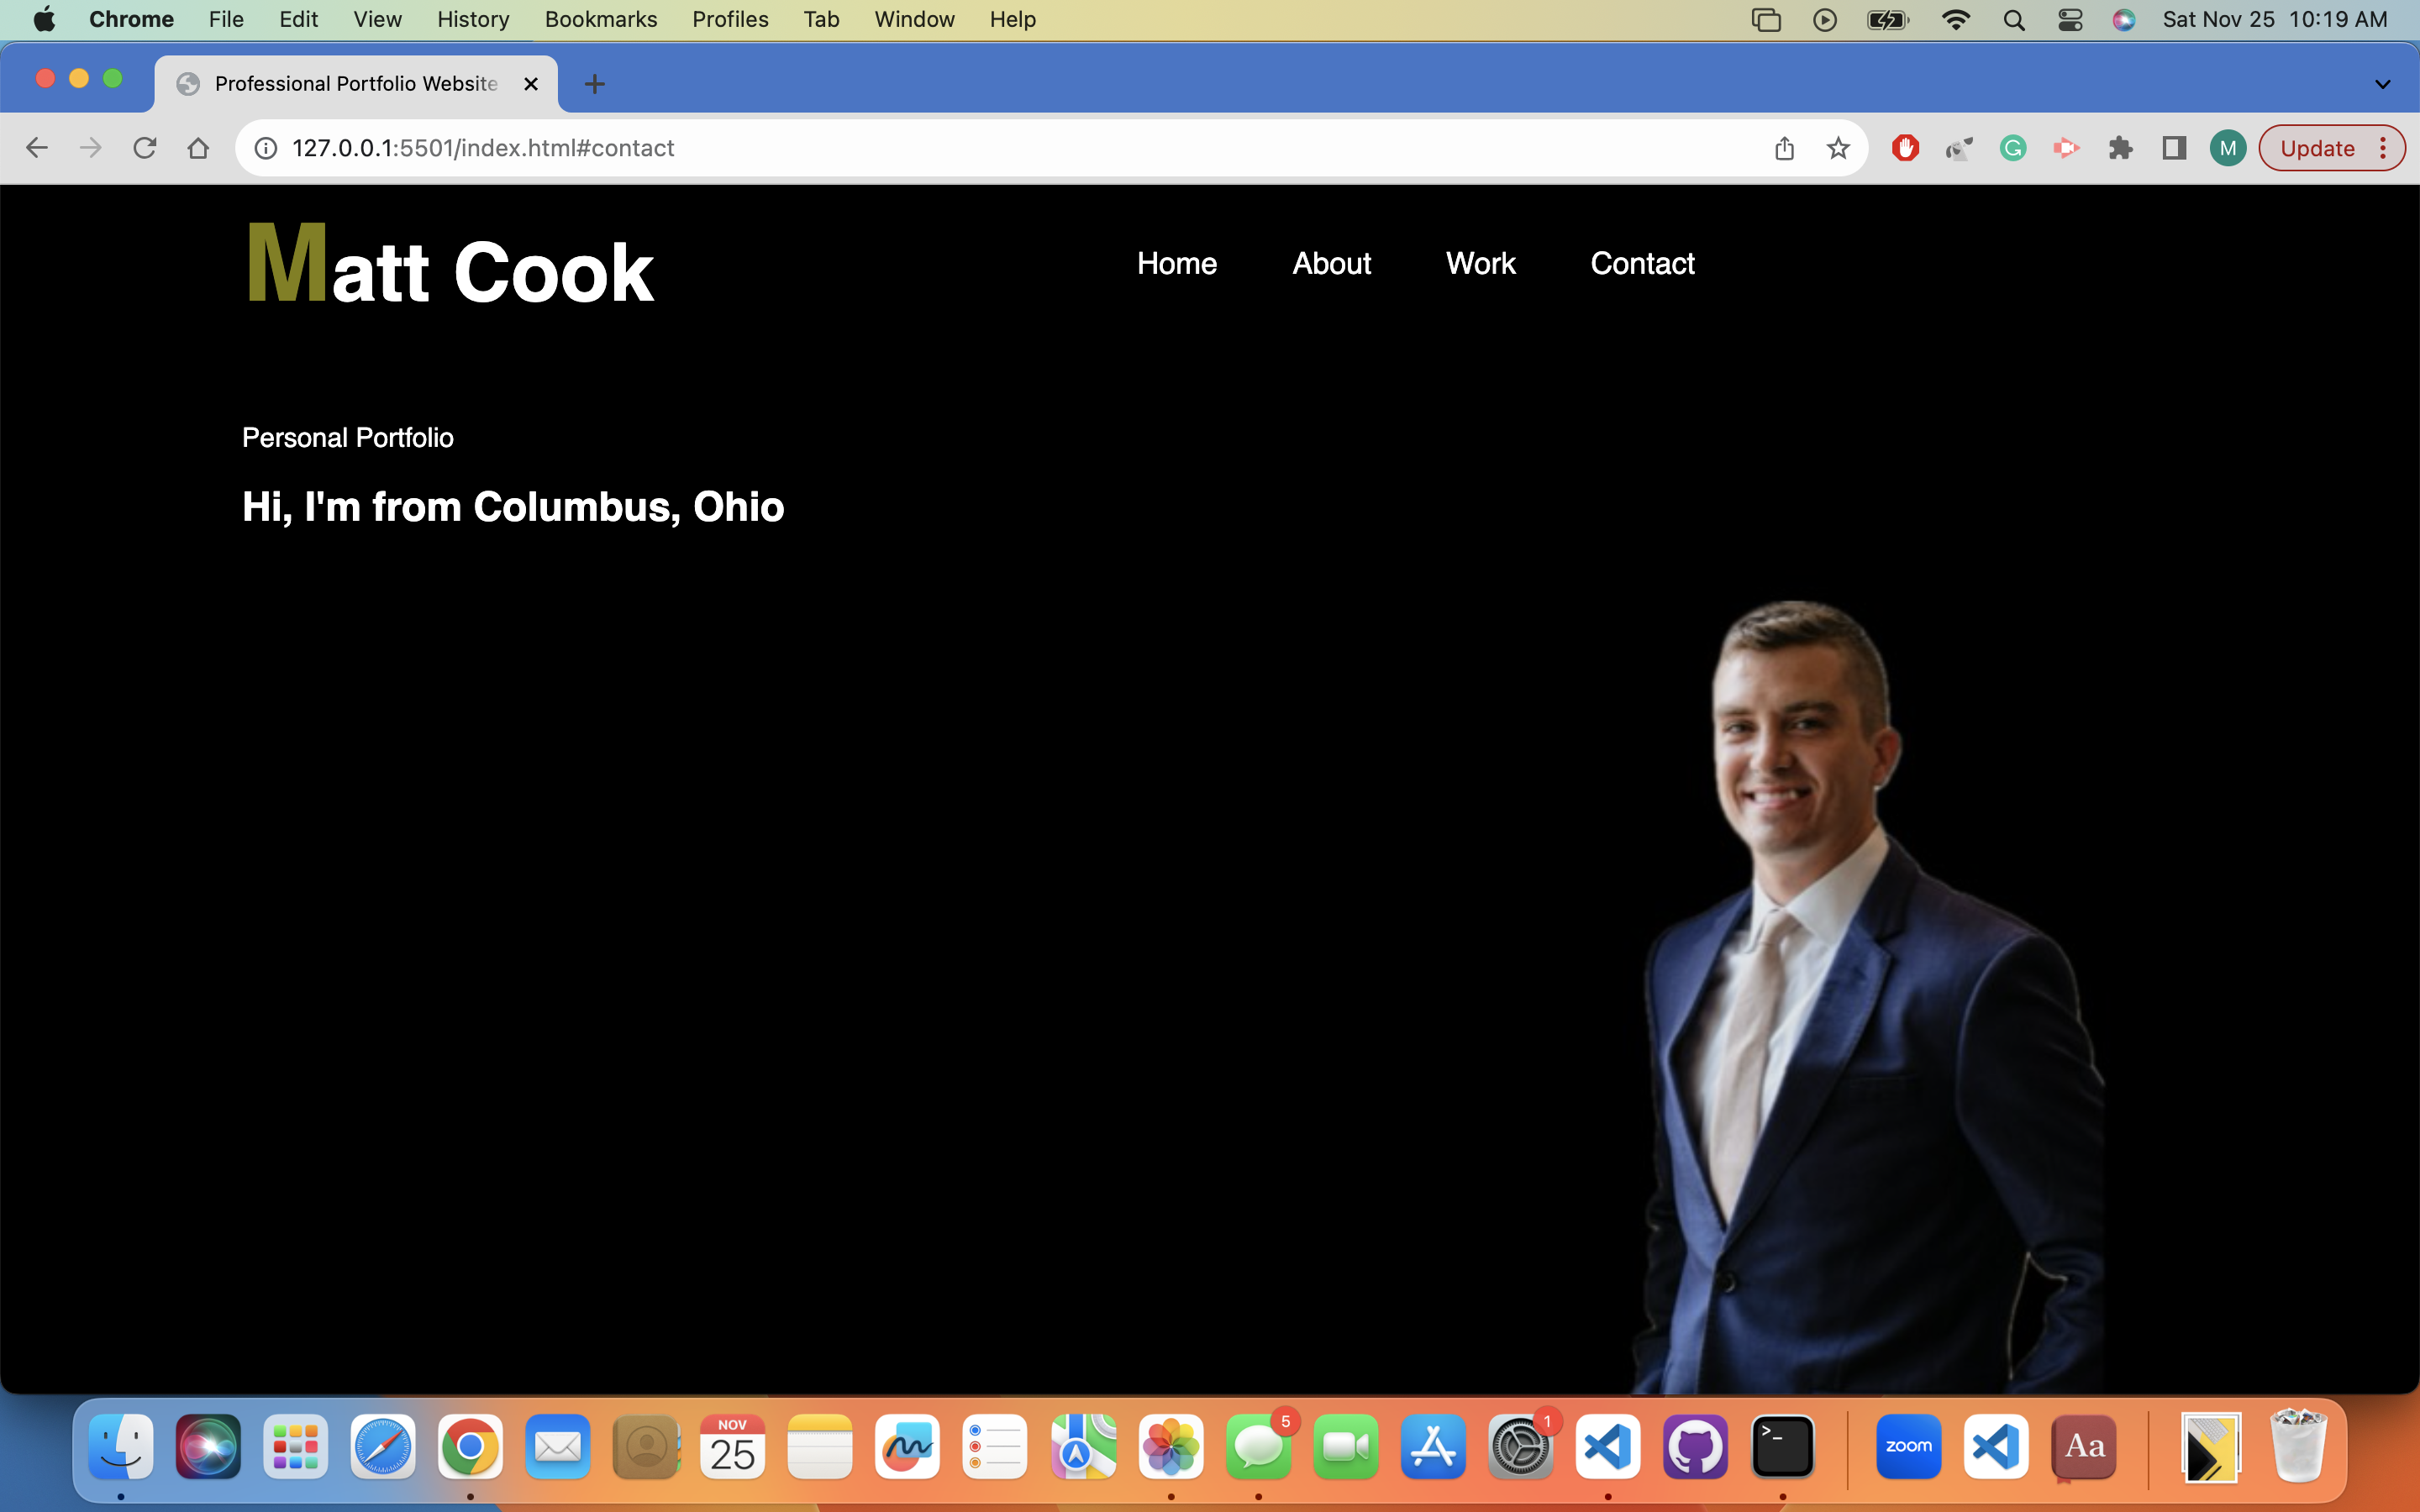 Chrome File Edit View History Bookmarks Profiles Tab Window Help Sat Nov 25 10:19 AM
Professional Portfolio Website
127.0.0.1:5501/index.html#contact M Update
Matt Cook
Home About Work Contact
Personal Portfolio
Hi, I'm from Columbus, Ohio
NOV 5 1
25 >_ zoom Aa